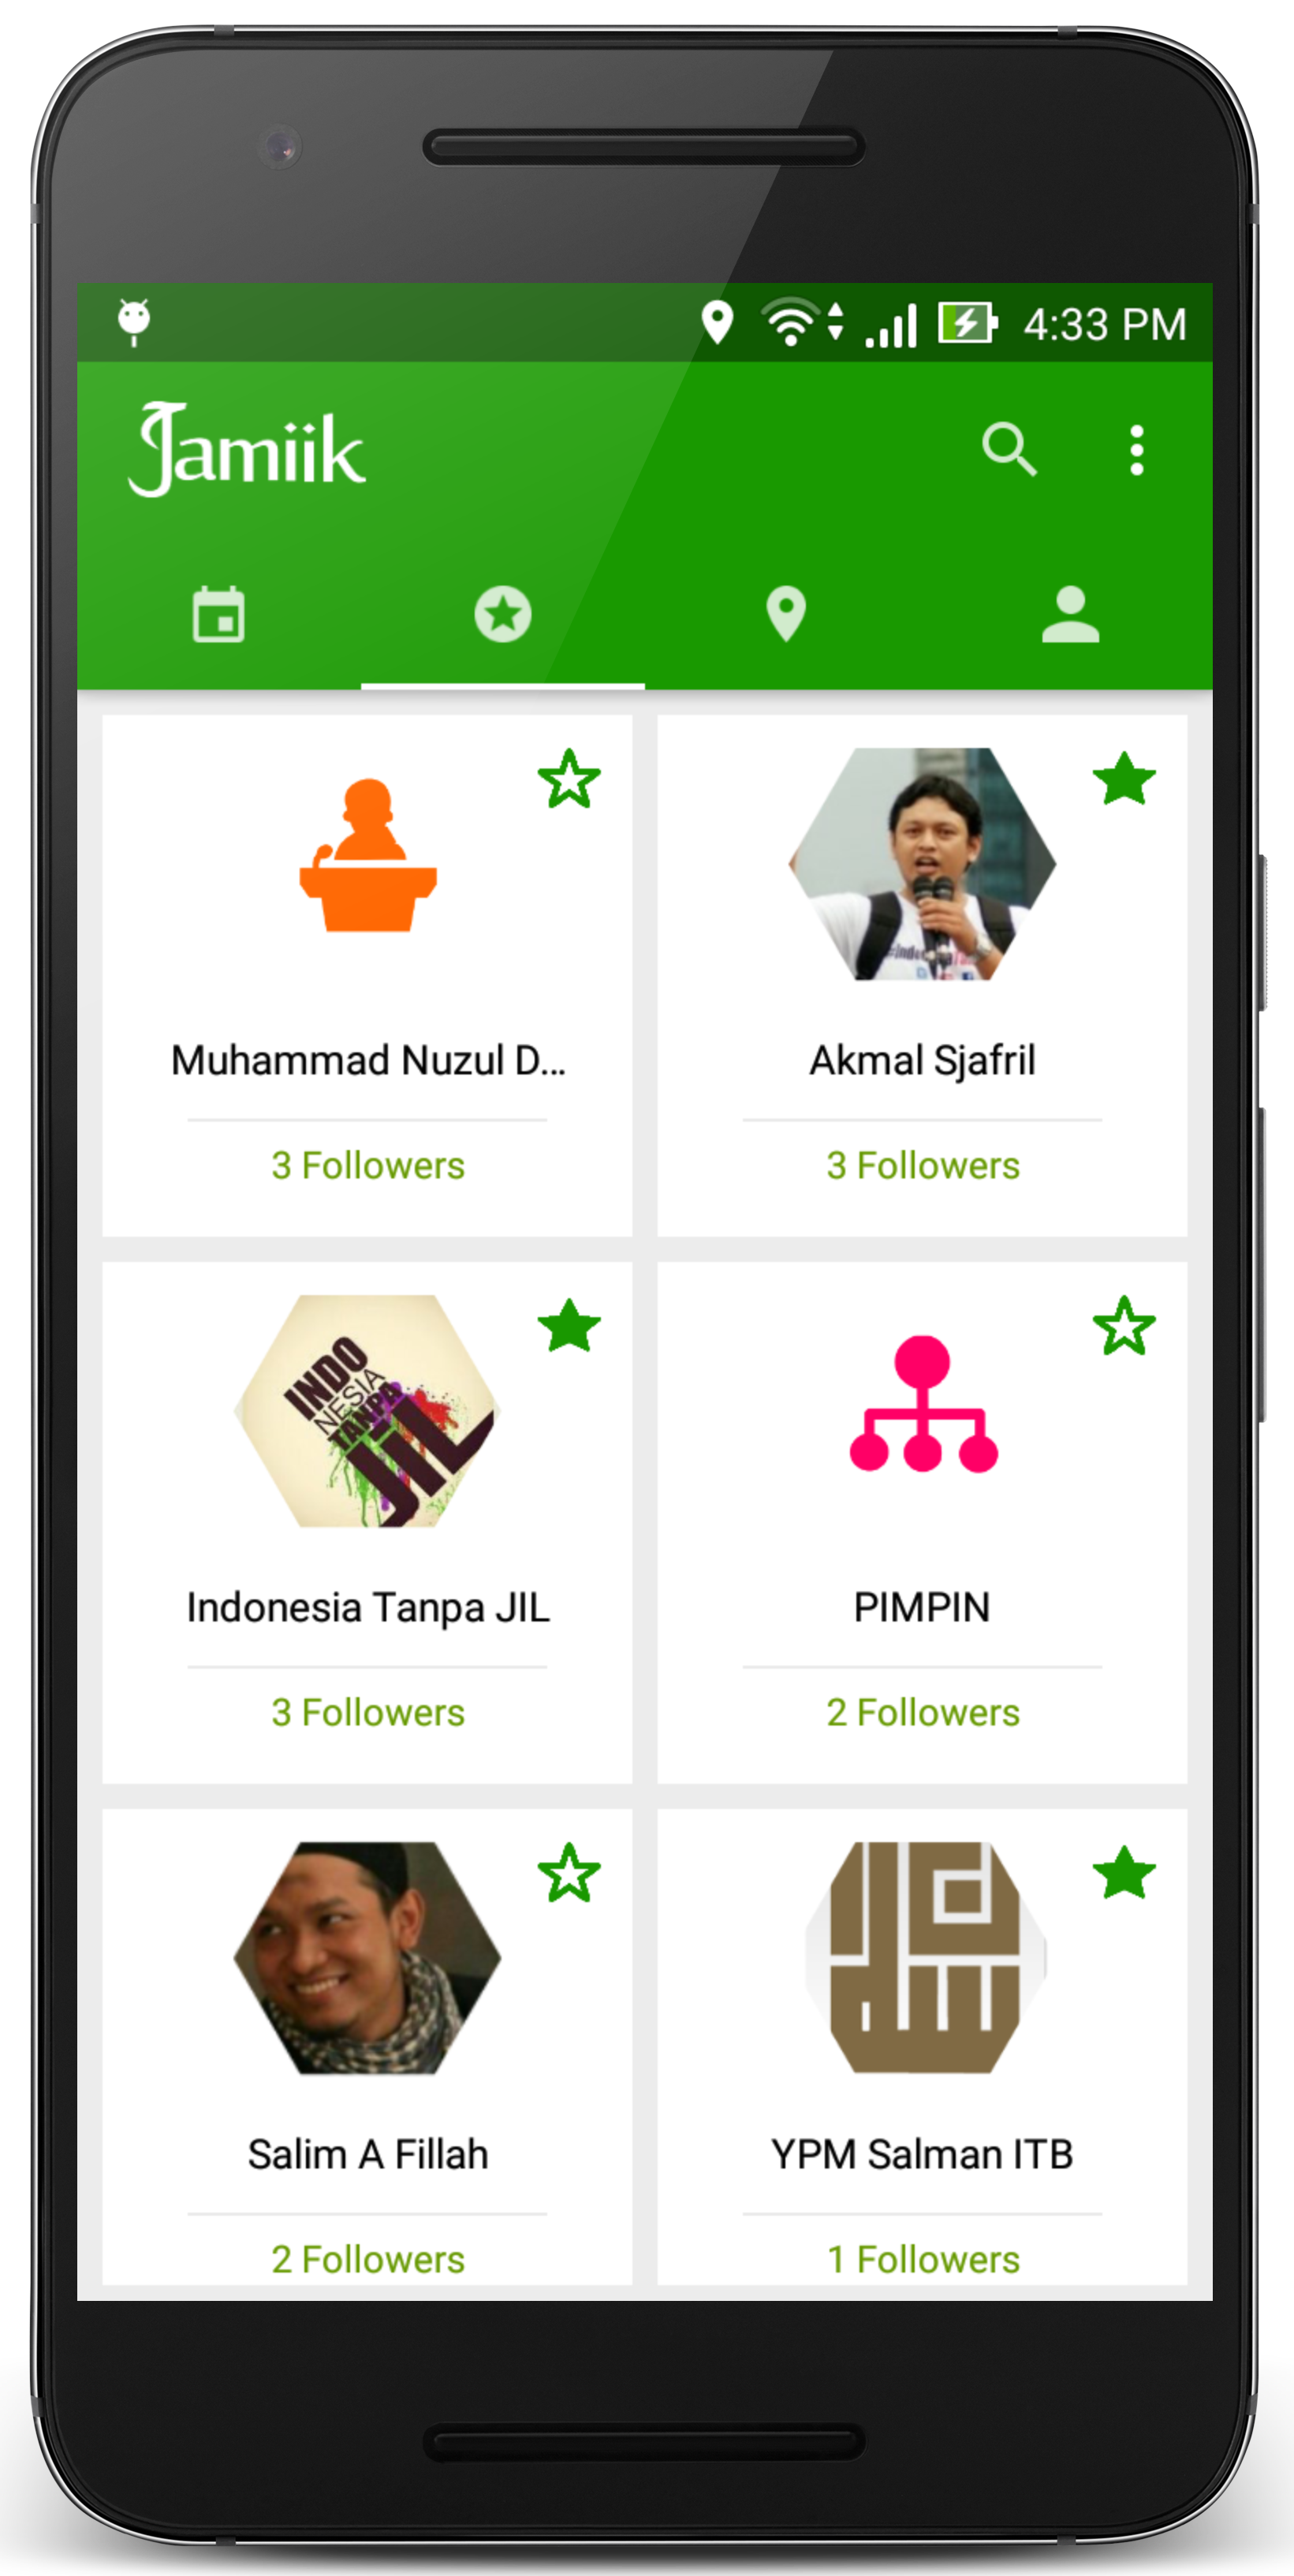 4:33 PM
Jamiik
Muhammad Nuzul D...
Akmal Sjafril
3 Followers
3 Followers
INDO
NESIA
TANPA
JIL
Indonesia Tanpa JIL
PIMPIN
3 Followers
2 Followers
Salim A Fillah
YPM Salman ITB
2 Followers
1 Followers